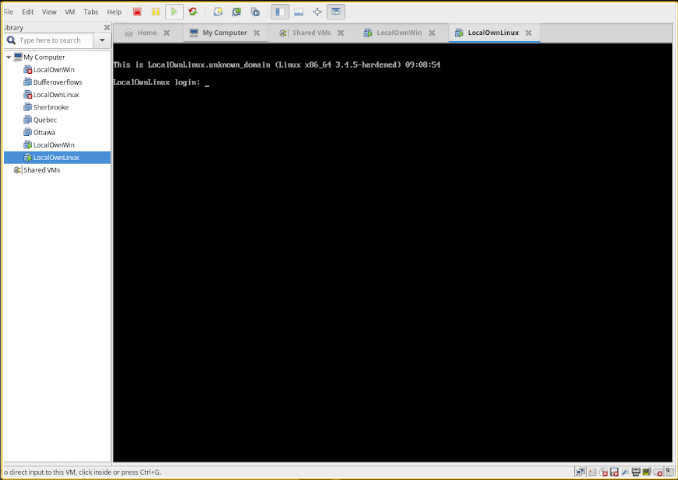 File Edit View VM Tabs Help
Library
Home My Computer Shared VMs LocalOwnWin LocalOwnLinux
Type here to search
My Computer
LocalOwnWin
Bufferoverflows
LocalOwnLinux
Sherbrooke
Quebec
Ottawa
LocalOwnWin
LocalOwnLinux
Shared VMs
This is LocalOwnLinux.unknown_domain (Linux x86_64 3.4.5-hardened) 09:08:54
LocalOwnLinux login: _
o direct input to this VM, click inside or press Ctrl+G.